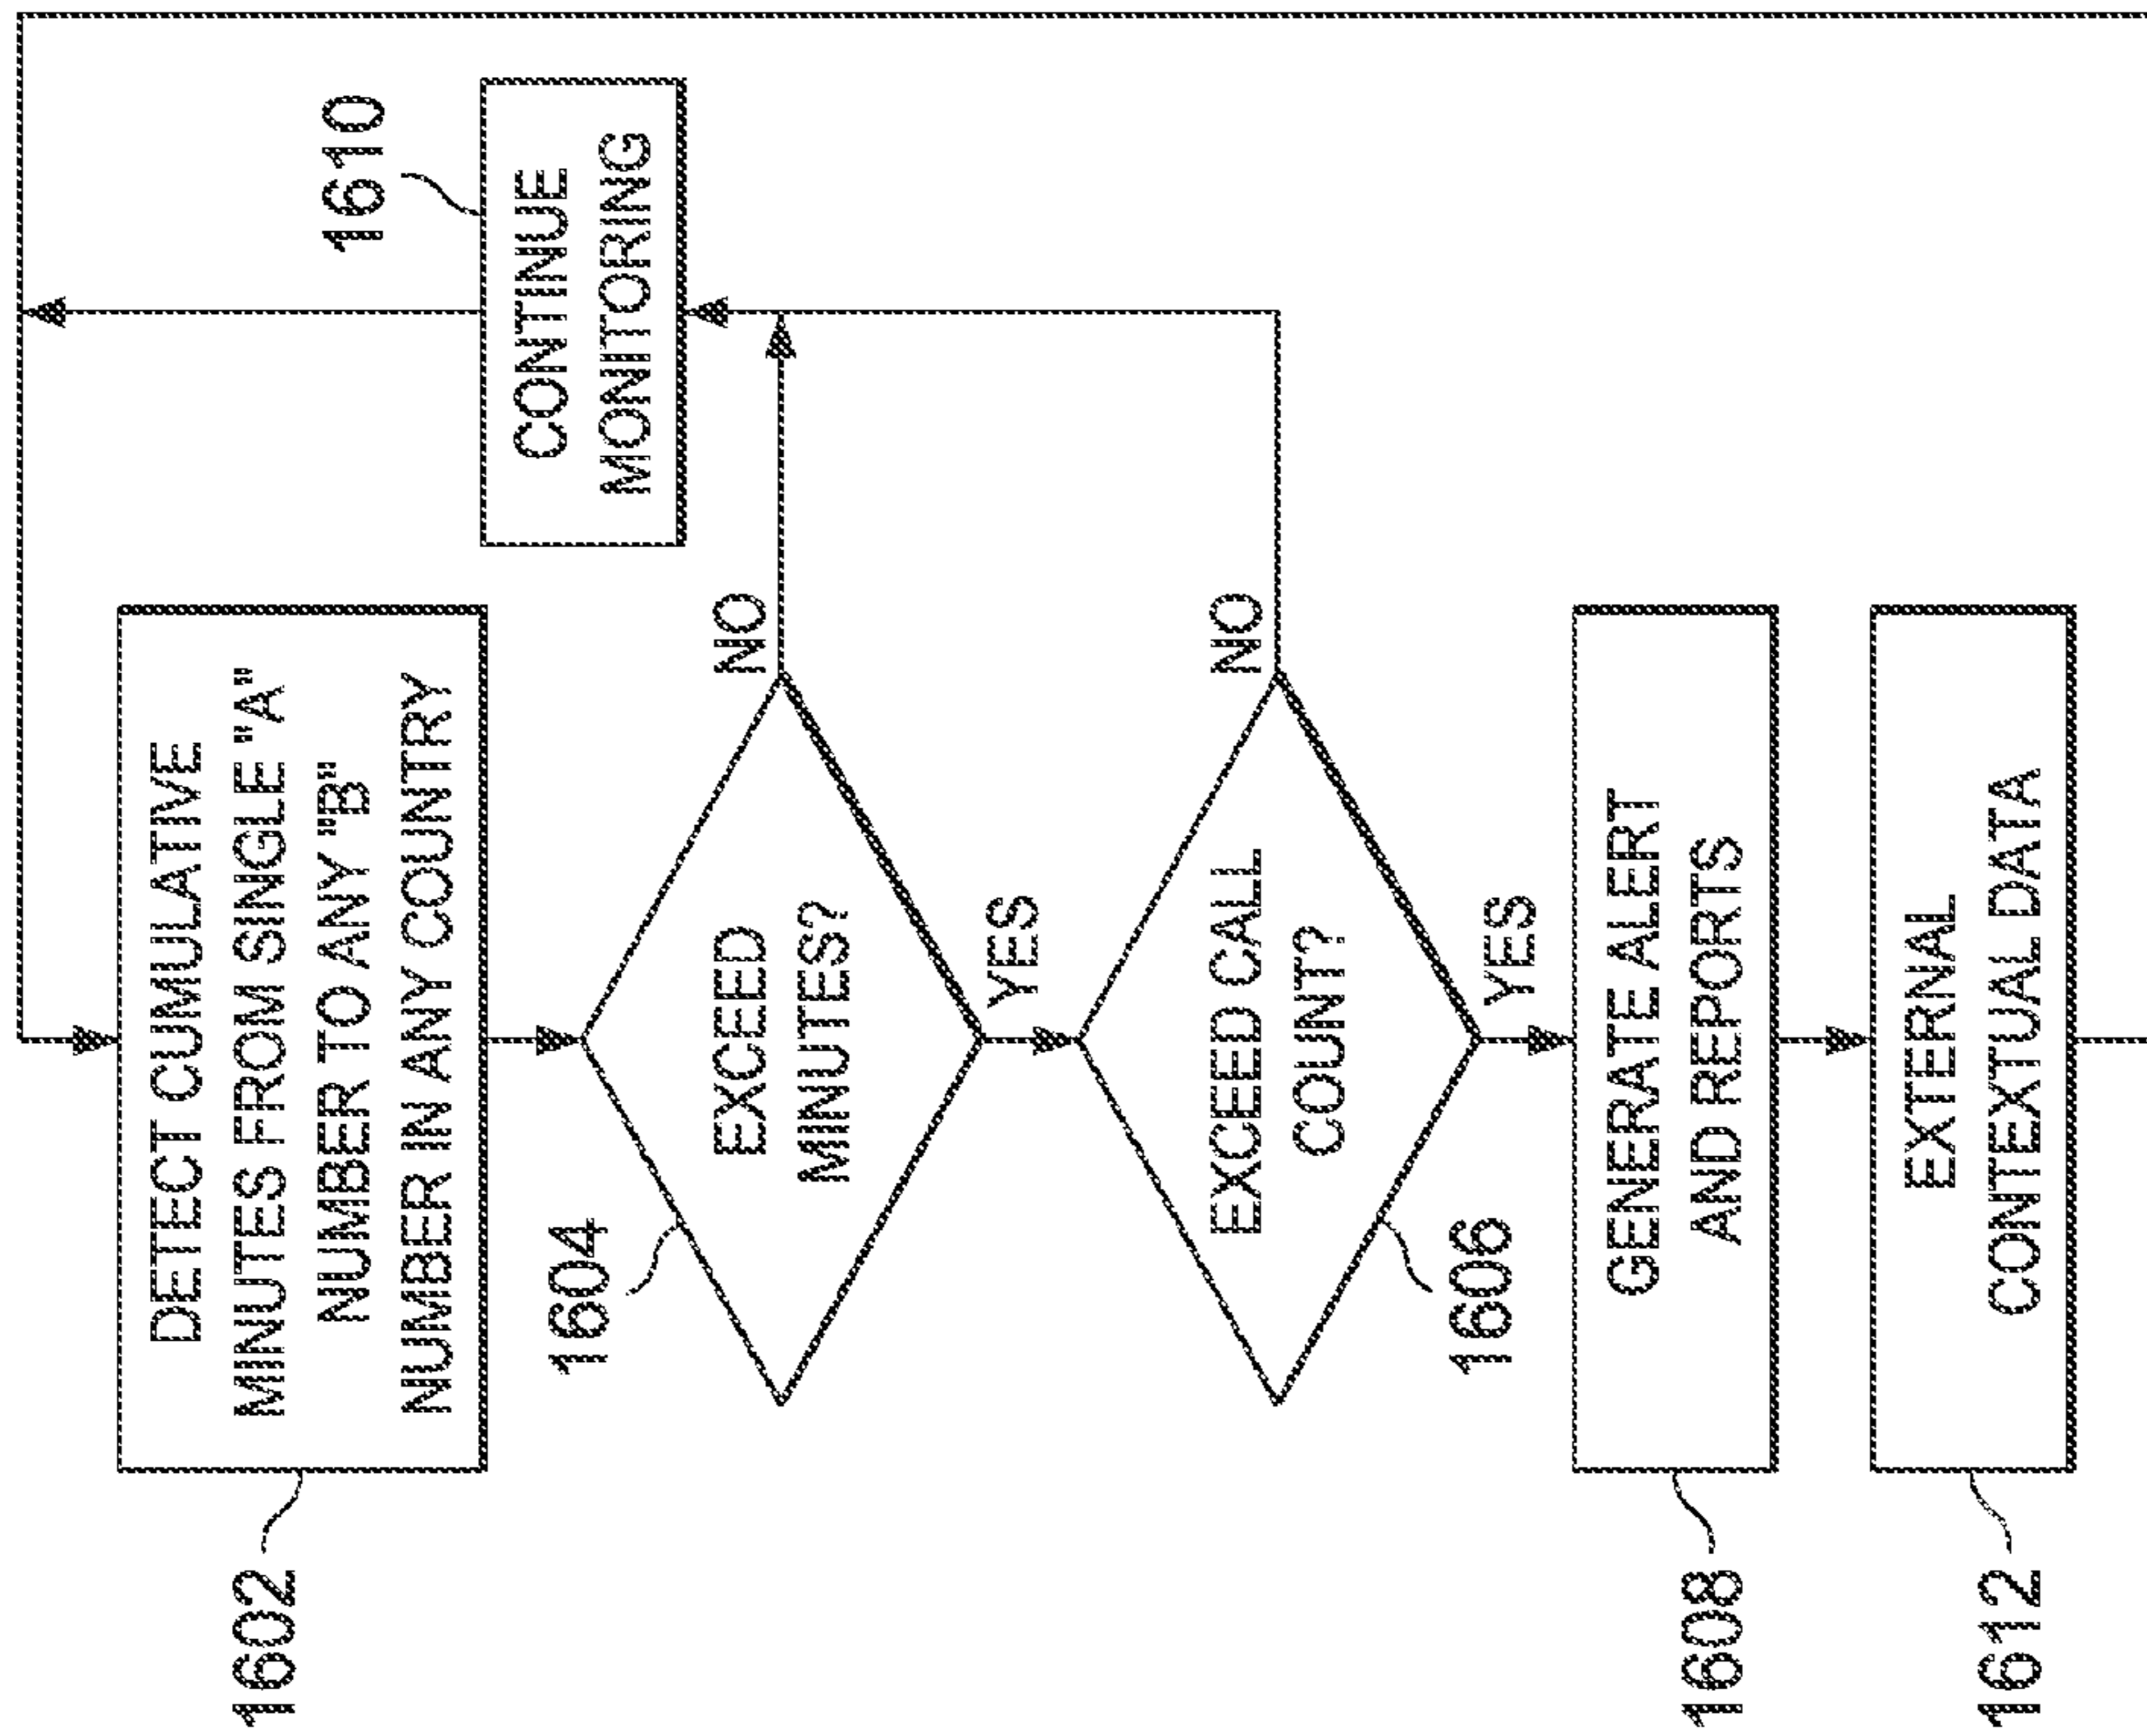 1602
DETECT CUMULATIVE
MINUTES FROM SINGLE "A"
NUMBER TO ANY "B"
NUMBER IN ANY COUNTRY
1604
EXCEED
MINUTES?
NO
YES
1610
CONTINUE
MONITORING
1606
EXCEED CALL
COUNT?
NO
YES
1608
GENERATE ALERT
AND REPORTS
1612
EXTERNAL
CONTEXTUAL DATA